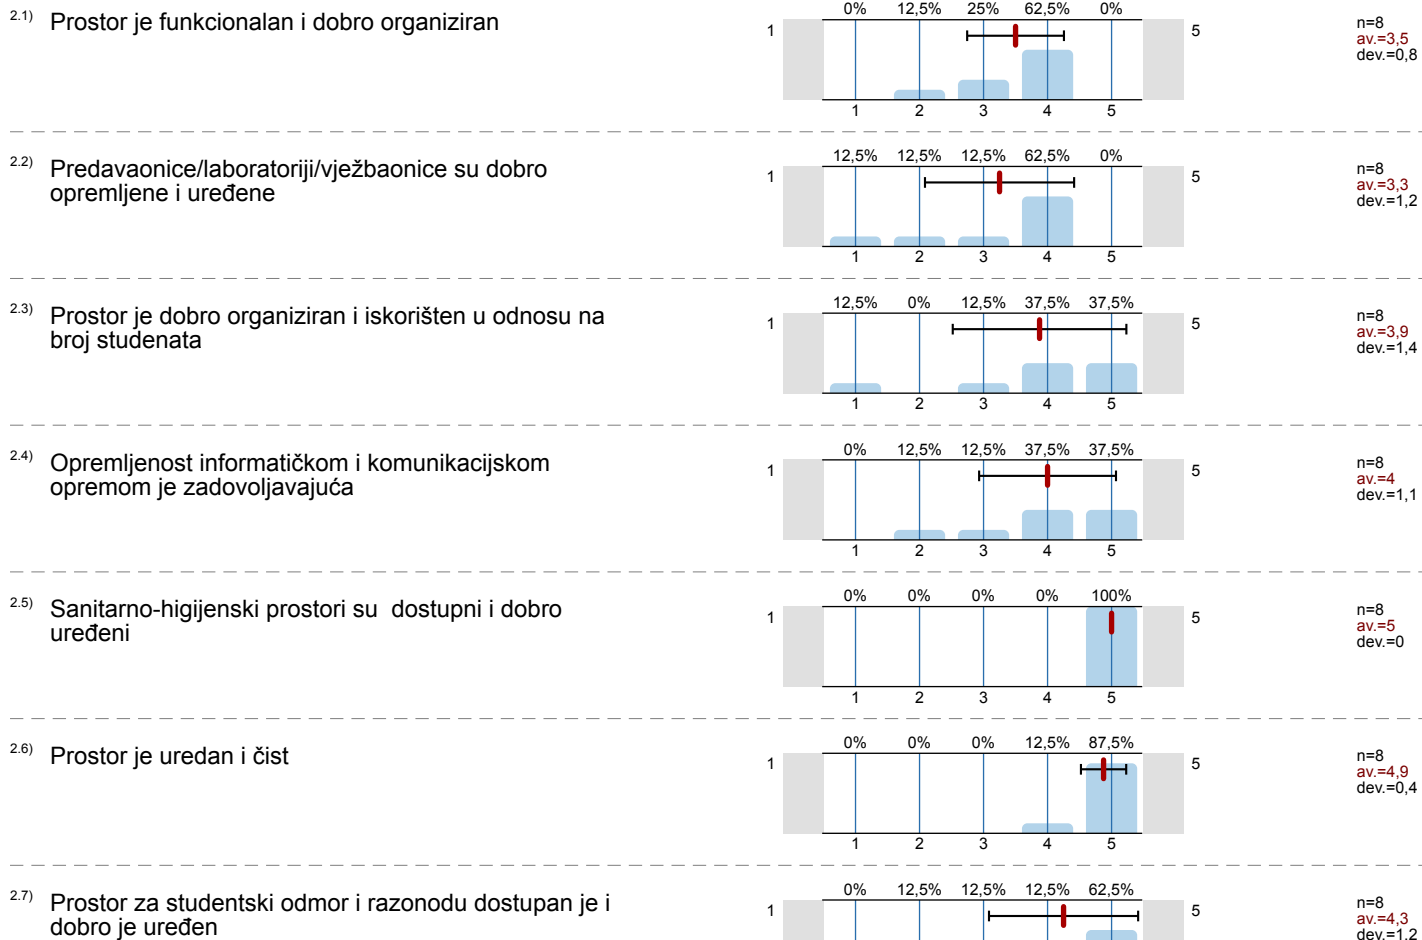 2.1) Prostor je funkcionalan i dobro organiziran
0% 12,5% 25% 62,5% 0%
1 5
1 2 3 4 5
n=8
av.=3,5
dev.=0,8
2.2) Predavaonice/laboratoriji/vježbaonice su dobro
opremljene i uređene
12,5% 12,5% 12,5% 62,5% 0%
1 5
1 2 3 4 5
n=8
av.=3,3
dev.=1,2
2.3) Prostor je dobro organiziran i iskorišten u odnosu na
broj studenata
12,5% 0% 12,5% 37,5% 37,5%
1 5
1 2 3 4 5
n=8
av.=3,9
dev.=1,4
2.4) Opremljenost informatičkom i komunikacijskom
opremom je zadovoljavajuća
0% 12,5% 12,5% 37,5% 37,5%
1 5
1 2 3 4 5
n=8
av.=4
dev.=1,1
2.5) Sanitarno-higijenski prostori su dostupni i dobro
uređeni
0% 0% 0% 0% 100%
1 5
1 2 3 4 5
n=8
av.=5
dev.=0
2.6) Prostor je uredan i čist
0% 0% 0% 12,5% 87,5%
1 5
1 2 3 4 5
n=8
av.=4,9
dev.=0,4
2.7) Prostor za studentski odmor i razonodu dostupan je i
dobro je uređen
0% 12,5% 12,5% 12,5% 62,5%
1 5
n=8
av.=4,3
dev.=1,2